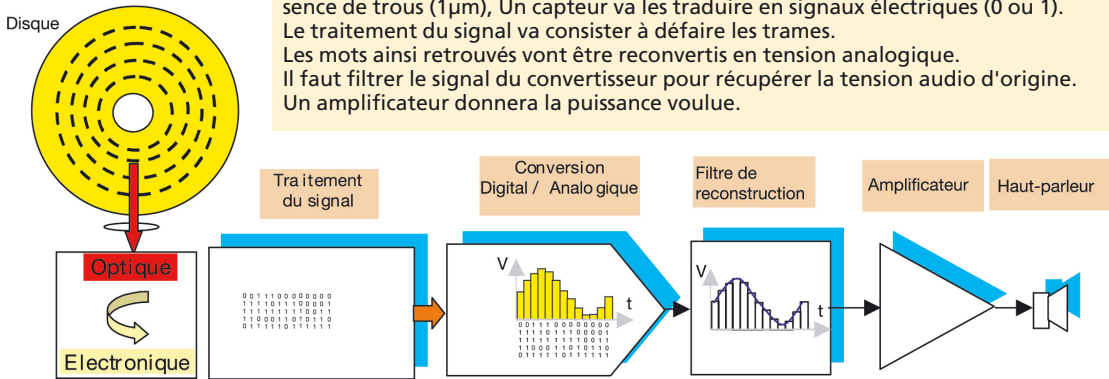 sence de trous (1µm), Un capteur va les traduire en signaux électriques (0 ou 1).
Le traitement du signal va consister à défaire les trames.
Les mots ainsi retrouvés vont être reconvertis en tension analogique.
Il faut filtrer le signal du convertisseur pour récupérer la tension audio d'origine.
Un amplificateur donnera la puissance voulue.
Disque
Traitement
du signal
Conversion
Digital / Analogique
Filtre de
reconstruction
Amplificateur
Haut-parleur
Optique
Electronique
V
t
V
t